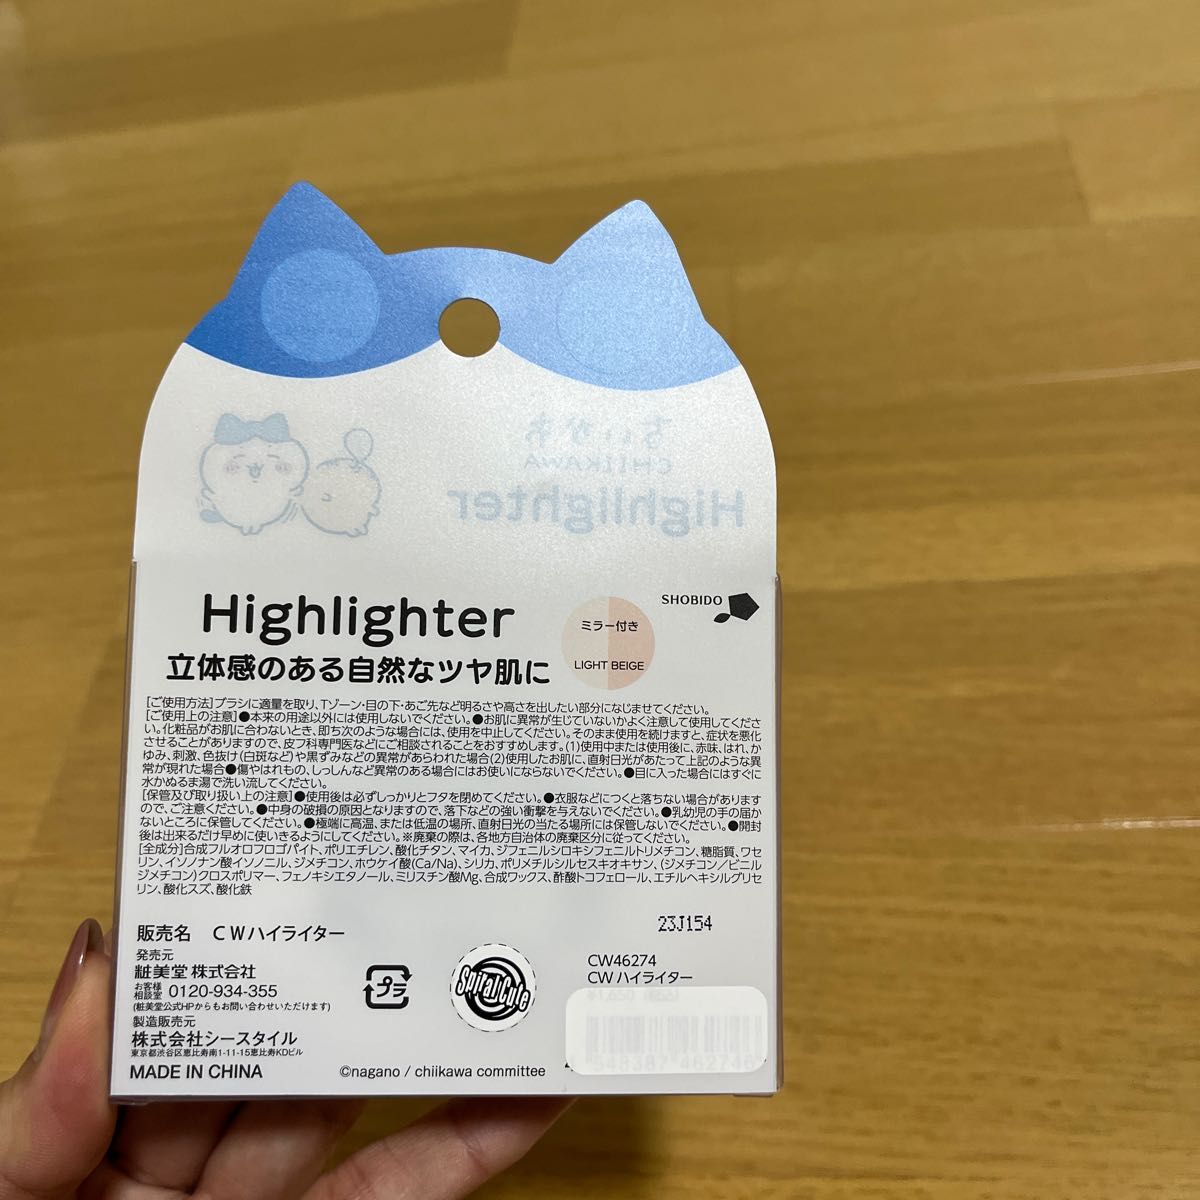 ちいかわ
CHIIKAWA
Highlighter
Highlighter
立体感のある自然なツヤ肌に
ミラー付き
LIGHT BEIGE
SHOBIDO
[ご使用方法]ブラシに適量を取り、Tゾーン・目の下・あご先など明るさや高さを出したい部分になじませてください。
[ご使用上の注意]●本来の用途以外には使用しないでください。●お肌に異常が生じていないかよく注意して使用してくださ
い。化粧品がお肌に合わないとき、即ち次のような場合には、使用を中止してください。そのまま使用を続けますと、症状を悪化
させることがありますので、皮フ科専門医などにご相談されることをおすすめします。(1)使用中または使用後に、赤味、はれ、か
ゆみ、刺激、色抜け(白斑など)や黒ずみなどの異常があらわれた場合(2)使用したお肌に、直射日光があたって上記のような異
常が現れた場合●傷やはれもの、しっしんなど異常のある場合にはお使いにならないでください。●目に入った場合にはすぐに
水かぬるま湯で洗い流してください。
[保管及び取り扱い上の注意]●使用後は必ずしっかりとフタを閉めてください。●衣服などにつくと落ちない場合があります
ので、ご注意ください。●中身の破損の原因となりますので、落下などの強い衝撃を与えないでください。●乳幼児の手の届か
ないところに保管してください。●極端に高温、または低温の場所、直射日光の当たる場所には保管しないでください。●開封
後は出来るだけ早めに使いきるようにしてください。※廃棄の際は、各地方自治体の廃棄区分に従ってください。
[全成分]合成フルオロフロゴパイト、ポリエチレン、酸化チタン、マイカ、ジフェニルシロキシフェニルトリメチコン、糖脂質、ワセ
リン、イソノナン酸イソノニル、ジメチコン、ホウケイ酸(Ca/Na)、シリカ、ポリメチルシルセスキオキサン、(ジメチコン/ビニル
ジメチコン)クロスポリマー、フェノキシエタノール、ミリスチン酸Mg、合成ワックス、酢酸トコフェロール、エチルヘキシルグリセ
リン、酸化スズ、酸化鉄
23J154
販売名 CWハイライター
発売元
粧美堂 株式会社
お客様
相談室 0120-934-355
(粧美堂公式HPからもお問い合わせいただけます)
製造販売元
株式会社シースタイル
東京都渋谷区恵比寿南1-11-15恵比寿KDビル
MADE IN CHINA
プラ
Spiral Cute
©nagano / chiikawa committee
CW46274
CW ハイライター